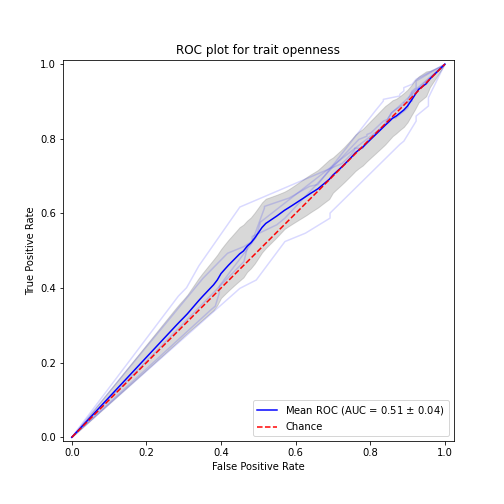 ROC plot for trait openness
1.0
0.8
0.6
0.4
0.2
0.0
True Positive Rate
Mean ROC (AUC = 0.51 ± 0.04)
Chance
0.0 0.2 0.4 0.6 0.8 1.0
False Positive Rate